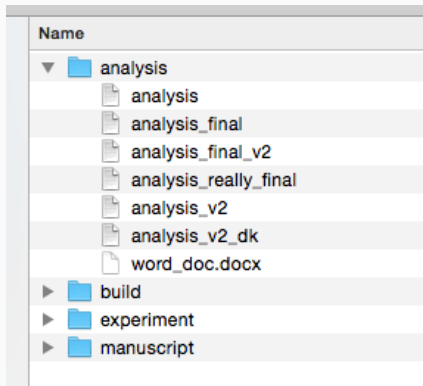 Name
analysis
analysis
analysis_final
analysis_final_v2
analysis_really_final
analysis_v2
analysis_v2_dk
word_doc.docx
build
experiment
manuscript